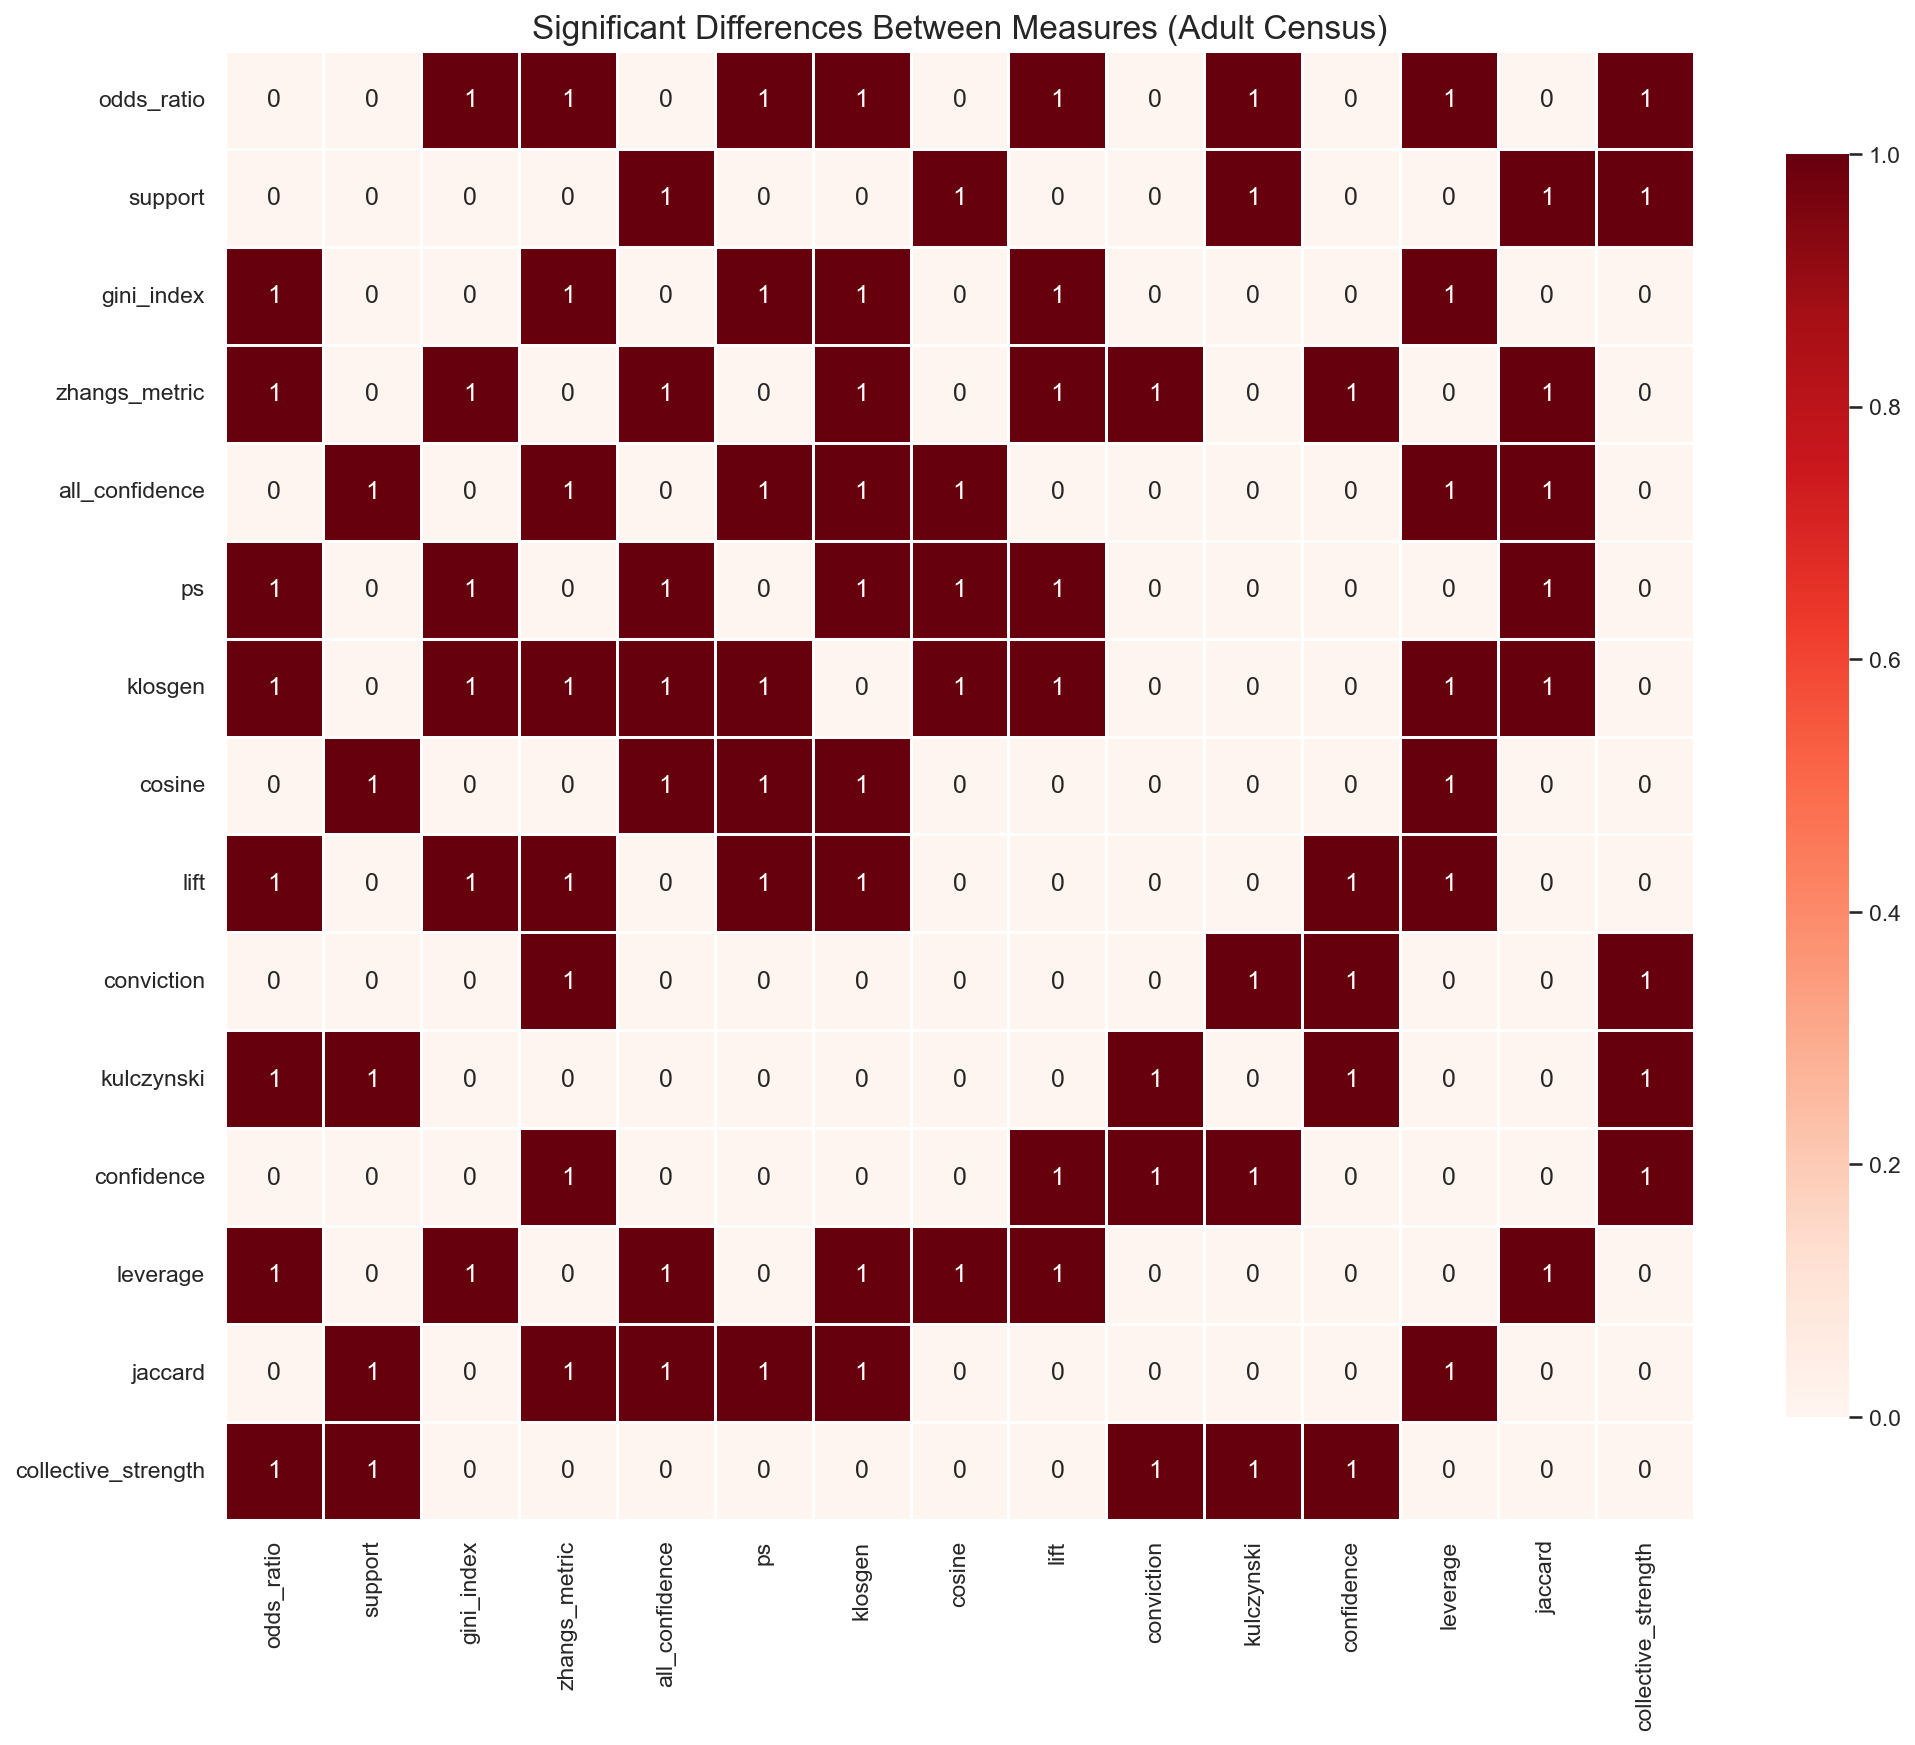 Significant Differences Between Measures (Adult Census)
odds_ratio 0 0 1 1 0 1 1 0 1 0 1 0 1 0 1
support 0 0 0 0 1 0 0 1 0 0 1 0 0 1 1
gini_index 1 0 0 1 0 1 1 0 1 0 0 0 1 0 0
zhangs_metric 1 0 1 0 1 0 1 0 1 1 0 1 0 1 0
all_confidence 0 1 0 1 0 1 1 1 0 0 0 0 1 1 0
ps 1 0 1 0 1 0 1 1 1 0 0 0 0 1 0
klosgen 1 0 1 1 1 1 0 1 1 0 0 0 1 1 0
cosine 0 1 0 0 1 1 1 0 0 0 0 0 1 0 0
lift 1 0 1 1 0 1 1 0 0 0 0 1 1 0 0
conviction 0 0 0 1 0 0 0 0 0 0 1 1 0 0 1
kulczynski 1 1 0 0 0 0 0 0 0 1 0 1 0 0 1
confidence 0 0 0 1 0 0 0 0 1 1 1 0 0 0 1
leverage 1 0 1 0 1 0 1 1 1 0 0 0 0 1 0
jaccard 0 1 0 1 1 1 1 0 0 0 0 0 1 0 0
collective_strength 1 1 0 0 0 0 0 0 0 1 1 1 0 0 0
odds_ratio
support
gini_index
zhangs_metric
all_confidence
ps
klosgen
cosine
lift
conviction
kulczynski
confidence
leverage
jaccard
collective_strength
1.0
0.8
0.6
0.4
0.2
0.0